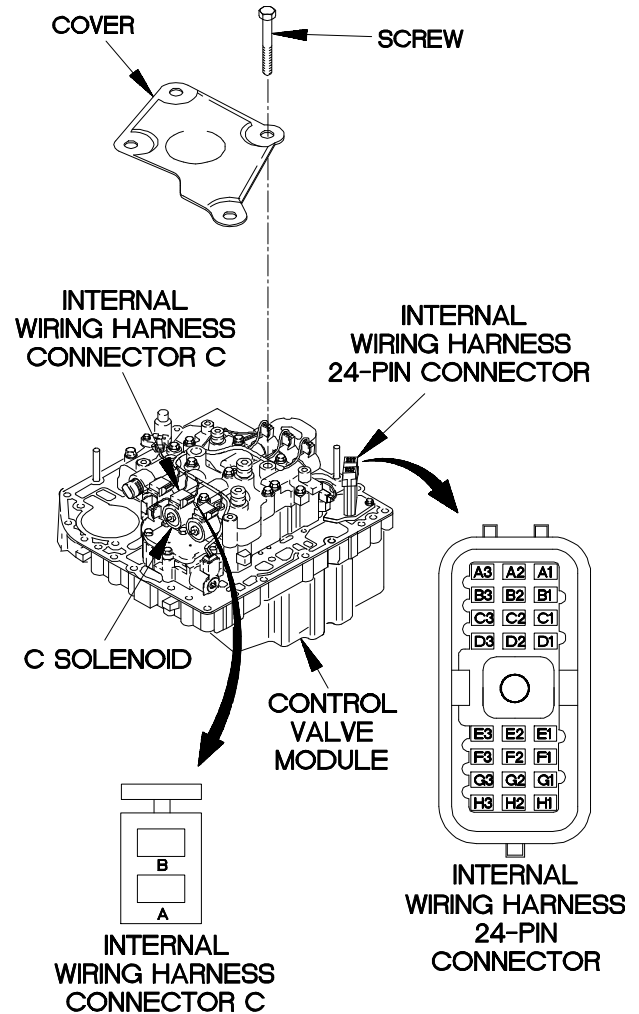 COVER
SCREW
INTERNAL
WIRING HARNESS
CONNECTOR C
INTERNAL
WIRING HARNESS
24-PIN CONNECTOR
C SOLENOID
CONTROL
VALVE
MODULE
A3 A2 A1
B3 B2 B1
C3 C2 C1
D3 D2 D1
E3 E2 E1
F3 F2 F1
G3 G2 G1
H3 H2 H1
B
A
INTERNAL
WIRING HARNESS
CONNECTOR C
INTERNAL
WIRING HARNESS
24-PIN
CONNECTOR